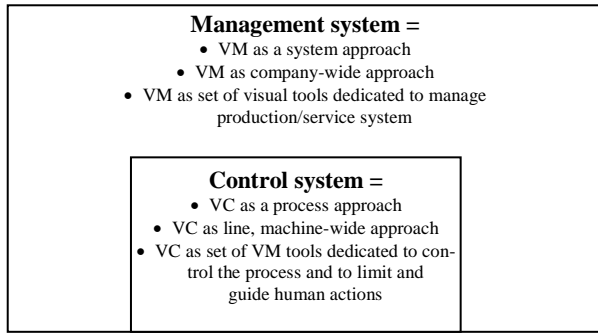 Management system =
• VM as a system approach
• VM as company-wide approach
• VM as set of visual tools dedicated to manage
production/service system
Control system =
• VC as a process approach
• VC as line, machine-wide approach
• VC as set of VM tools dedicated to con-
trol the process and to limit and
guide human actions